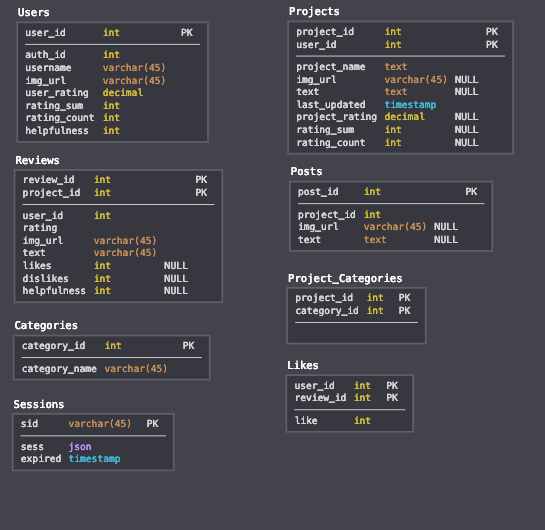 Users
user_id int PK
auth_id int
username varchar(45)
img_url varchar(45)
user_rating decimal
rating_sum int
rating_count int
helpfulness int
Reviews
review_id int PK
project_id int PK
user_id int
rating
img_url varchar(45)
text varchar(45)
likes int NULL
dislikes int NULL
helpfulness int NULL
Categories
category_id int PK
category_name varchar(45)
Sessions
sid varchar(45) PK
sess json
expired timestamp
Projects
project_id int PK
user_id int PK
project_name text
img_url varchar(45) NULL
text text NULL
last_updated timestamp
project_rating decimal NULL
rating_sum int NULL
rating_count int NULL
Posts
post_id int PK
project_id int
img_url varchar(45) NULL
text text NULL
Project_Categories
project_id int PK
category_id int PK
Likes
user_id int PK
review_id int PK
like int